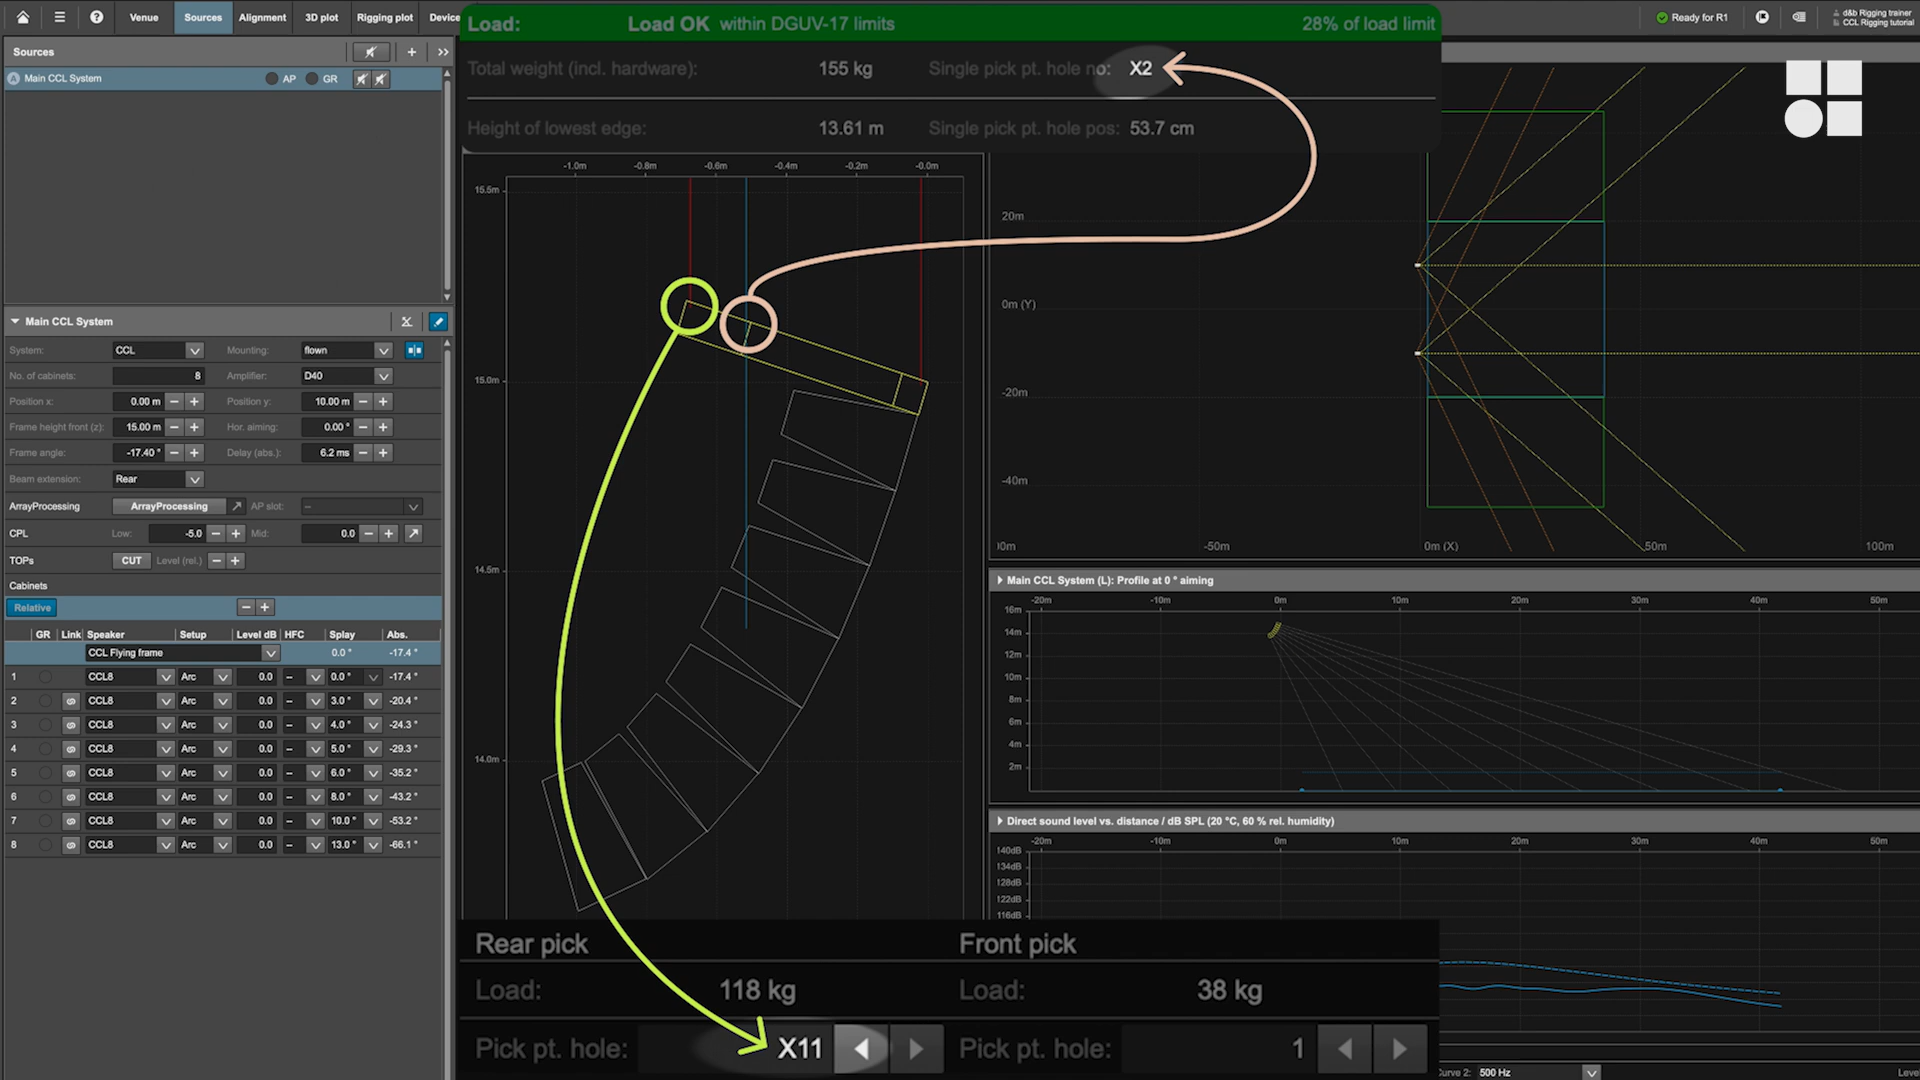 Venue
Sources
Alignment
3D plot
Rigging plot
Device
Ready for R1
d&b Rigging trainer
CCL Rigging tutorial
Sources
Main CCL System
AP
GR
Main CCL System
System: CCL Mounting: flown
No. of cabinets: 8 Amplifier: D40
Position x: 0.00 m Position y: 10.00 m
Frame height front (z): 15.00 m Hor. aiming: 0.00 °
Frame angle: -17.40 ° Delay (abs.): 6.2 ms
Beam extension: Rear
ArrayProcessing ArrayProcessing AP slot: --
CPL Low: -5.0 Mid: 0.0
TOPs CUT Level (rel.)
Cabinets
Relative
GR Link Speaker Setup Level dB HFC Splay Abs.
CCL Flying frame 0.0 ° -17.4 °
1 CCL8 Arc 0.0 -- 0.0 ° -17.4 °
2 CCL8 Arc 0.0 -- 3.0 ° -20.4 °
3 CCL8 Arc 0.0 -- 4.0 ° -24.3 °
4 CCL8 Arc 0.0 -- 5.0 ° -29.3 °
5 CCL8 Arc 0.0 -- 6.0 ° -35.2 °
6 CCL8 Arc 0.0 -- 8.0 ° -43.2 °
7 CCL8 Arc 0.0 -- 10.0 ° -53.2 °
8 CCL8 Arc 0.0 -- 13.0 ° -66.1 °
Load: Load OK within DGUV-17 limits 28% of load limit
Total weight (incl. hardware): 155 kg Single pick pt. hole no: X2
Height of lowest edge: 13.61 m Single pick pt. hole pos: 53.7 cm
-1.0m -0.8m -0.6m -0.4m -0.2m -0.0m
15.5m
15.0m
14.5m
14.0m
Rear pick Front pick
Load: 118 kg Load: 38 kg
Pick pt. hole: X11 Pick pt. hole: 1
20m
0m (Y)
-20m
-40m
-50m 0m (X) 50m 100m
Main CCL System (L): Profile at 0 ° aiming
-20m -10m 0m 10m 20m 30m 40m 50m
16m
14m
12m
10m
8m
6m
4m
2m
Direct sound level vs. distance / dB SPL (20 °C, 60 % rel. humidity)
-20m -10m 0m 10m 20m 30m 40m 50m
140dB
134dB
128dB
122dB
116dB
500 Hz